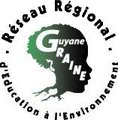 Réseau Régional
Guyane
GRAINE
d'Education à l'Environnement